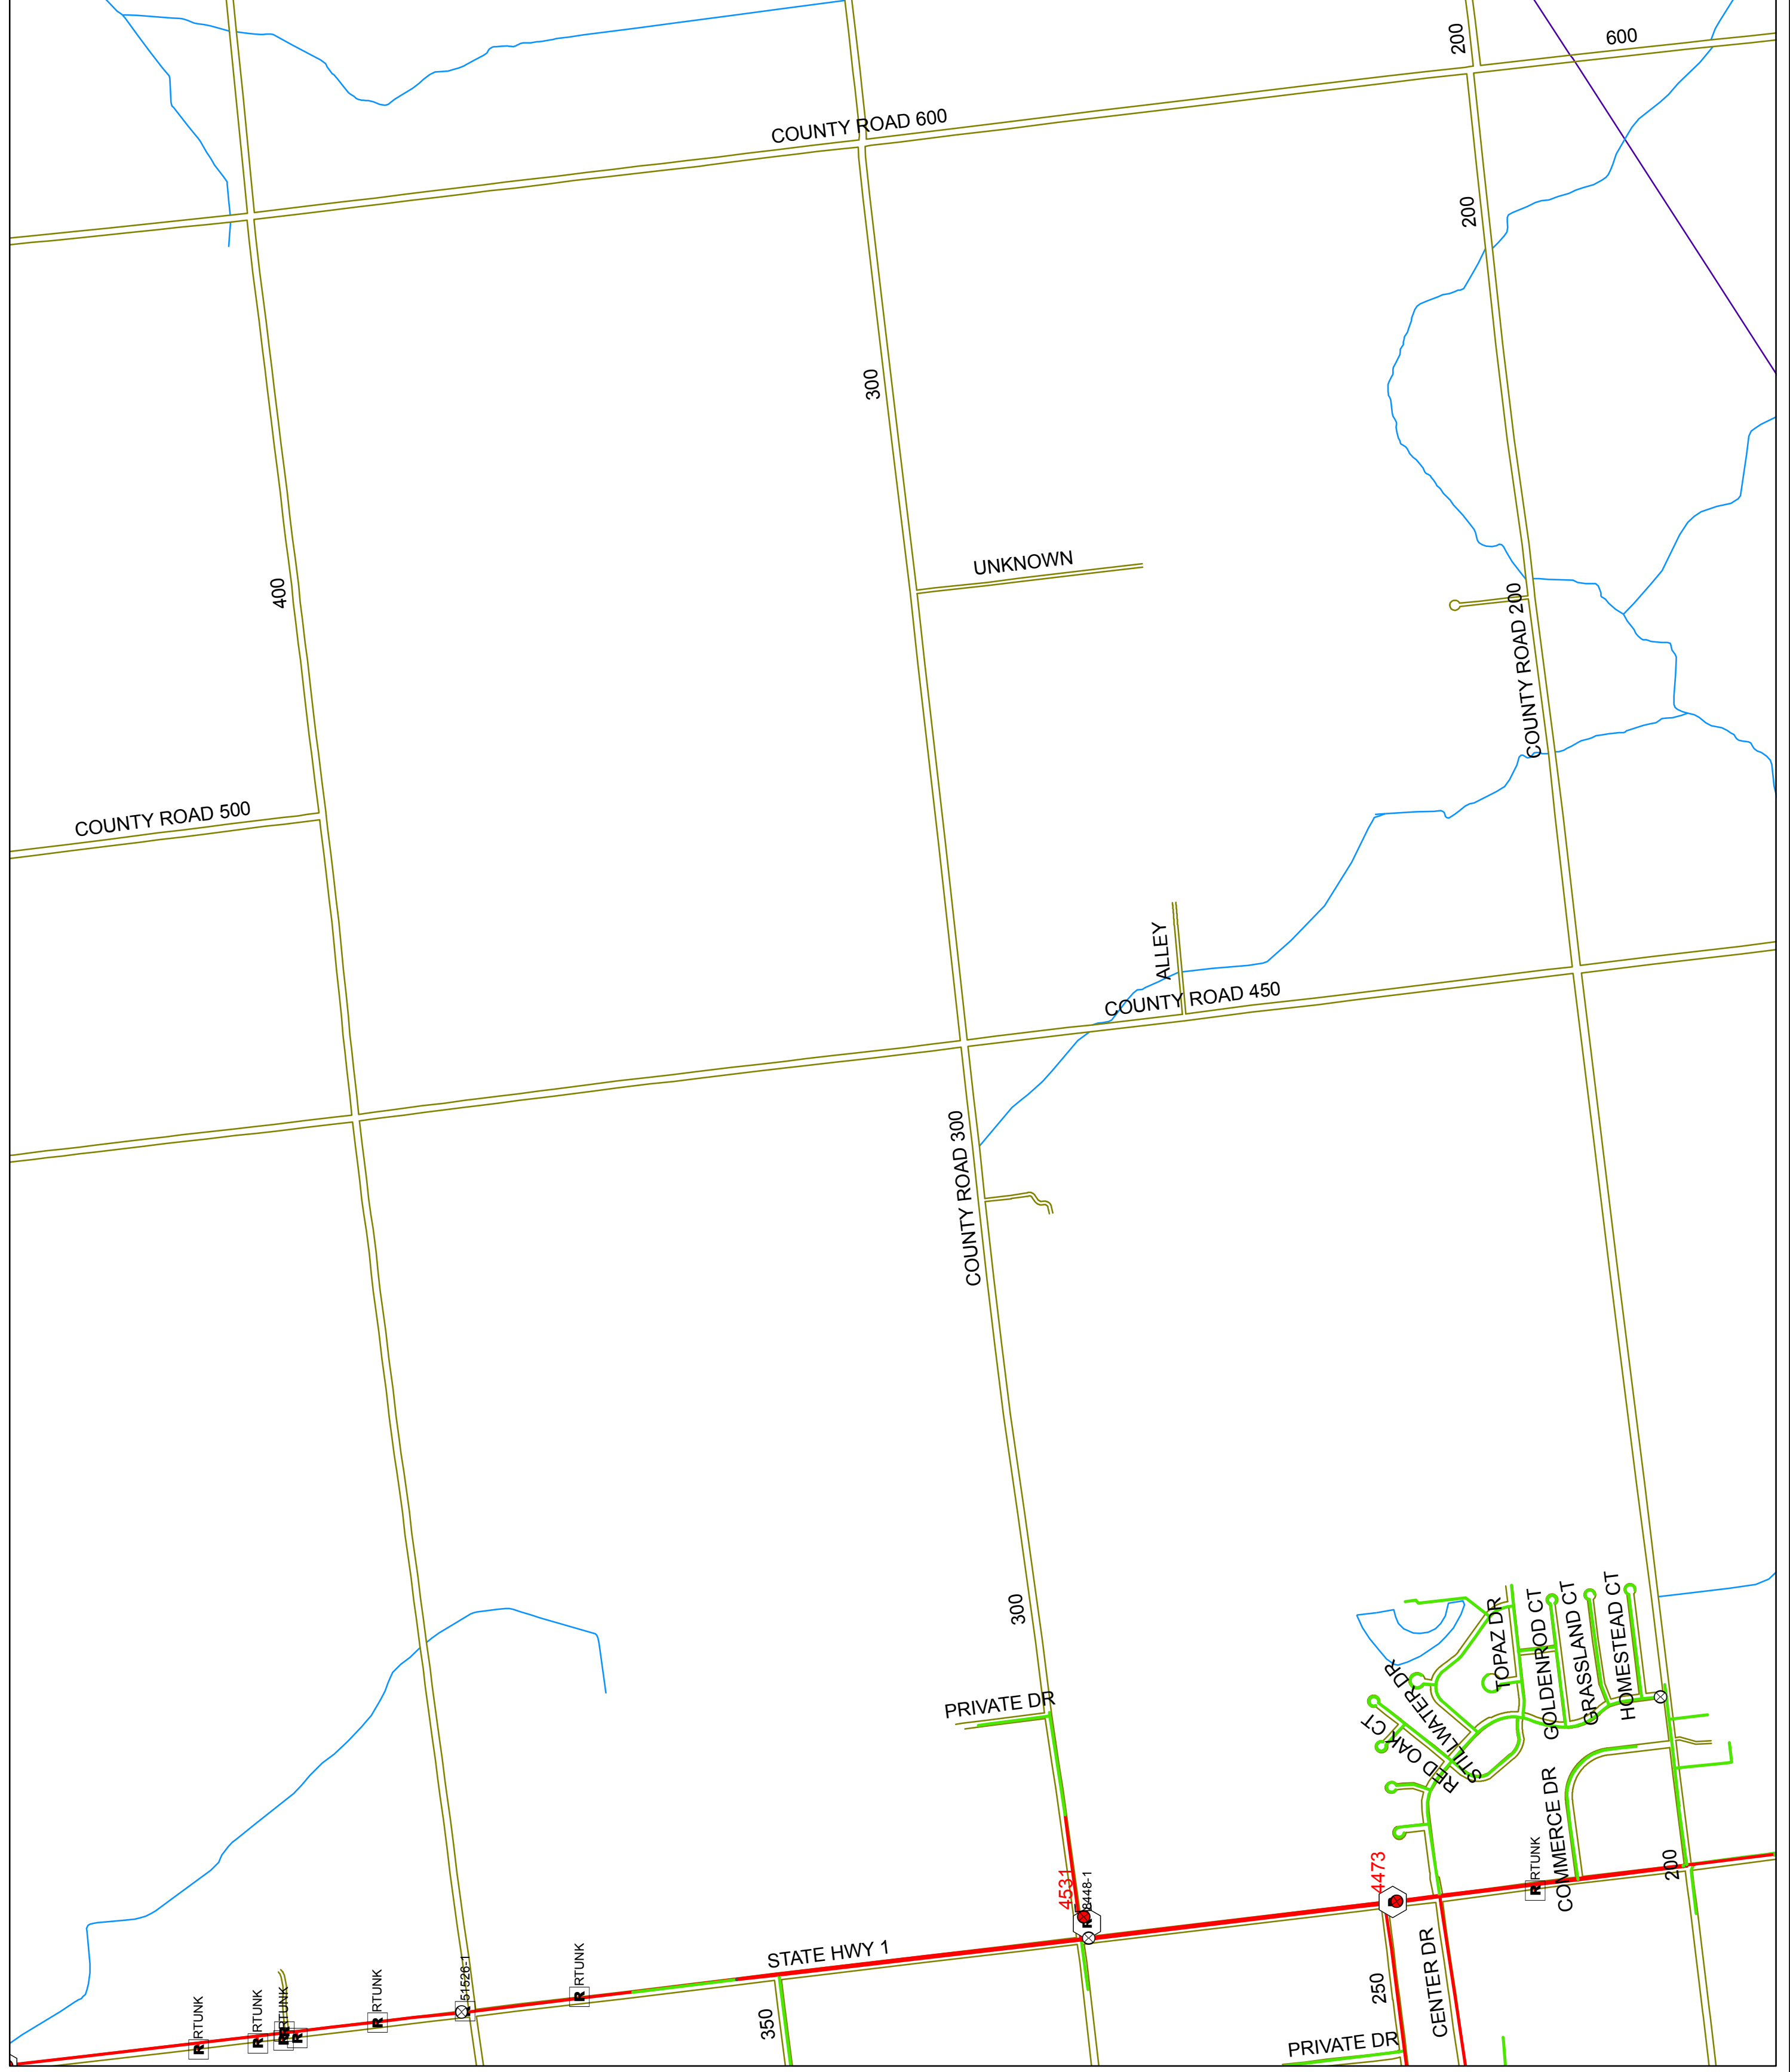 200
600
COUNTY ROAD 600
200
300
UNKNOWN
400
COUNTY ROAD 200
COUNTY ROAD 500
ALLEY
COUNTY ROAD 450
COUNTY ROAD 300
300
PRIVATE DR
TOPAZ DR
GOLDENROD CT
GRASSLAND CT
HOMESTEAD CT
STILLWATER DR
RED OAK CT
COMMERCE DR
200
4531
8448-1
4473
R RTUNK
STATE HWY 1
CENTER DR
250
350
PRIVATE DR
R RTUNK
51526-1
R RTUNK
R RTUNK
R RTUNK
R RTUNK
R